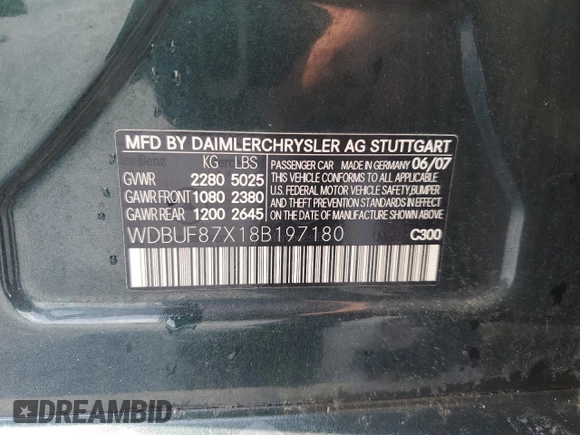 MFD BY DAIMLERCHRYSLER AG STUTTGART
KG LBS
GVWR 2280 5025
GAWR FRONT 1080 2380
GAWR REAR 1200 2645
PASSENGER CAR MADE IN GERMANY 06/07
THIS VEHICLE CONFORMS TO ALL APPLICABLE
U.S. FEDERAL MOTOR VEHICLE SAFETY, BUMPER
AND THEFT PREVENTION STANDARDS IN EFFECT
ON THE DATE OF MANUFACTURE SHOWN ABOVE.
WDBUF87X18B197180 C300
DREAMBID